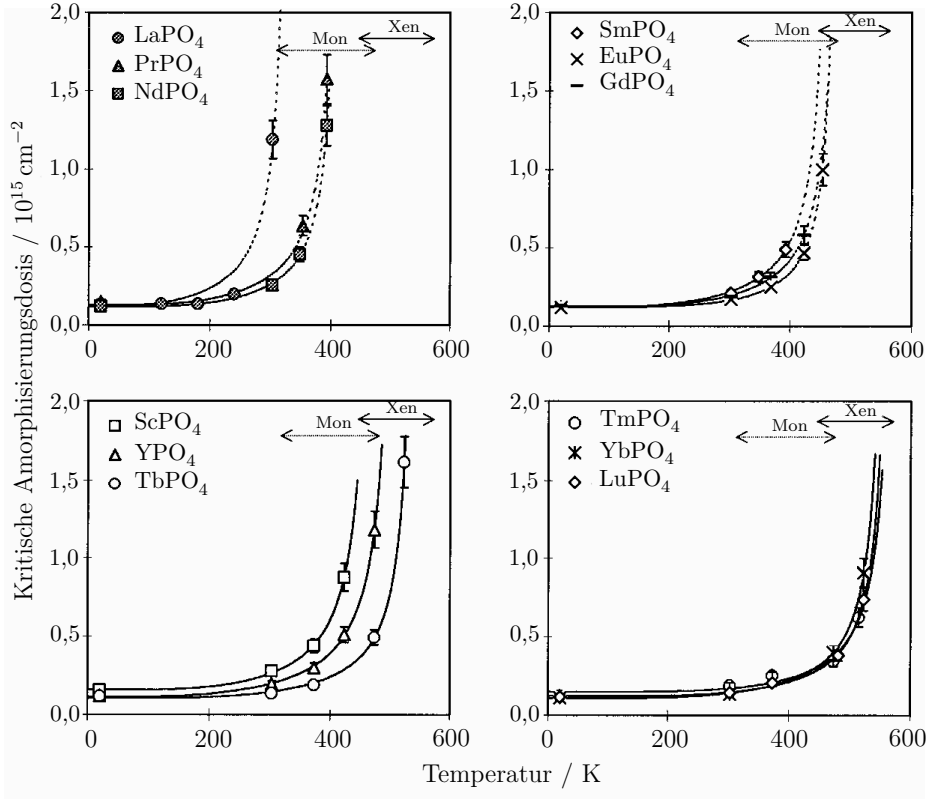 Kritische Amorphisierungsdosis / 10¹⁵ cm⁻²
2,0
1,5
1,0
0,5
0,0
0
200
400
600
LaPO₄
PrPO₄
NdPO₄
Mon
Xen
2,0
1,5
1,0
0,5
0,0
0
200
400
600
SmPO₄
EuPO₄
GdPO₄
Mon
Xen
2,0
1,5
1,0
0,5
0,0
0
200
400
600
ScPO₄
YPO₄
TbPO₄
Mon
Xen
2,0
1,5
1,0
0,5
0,0
0
200
400
600
TmPO₄
YbPO₄
LuPO₄
Mon
Xen
Temperatur / K